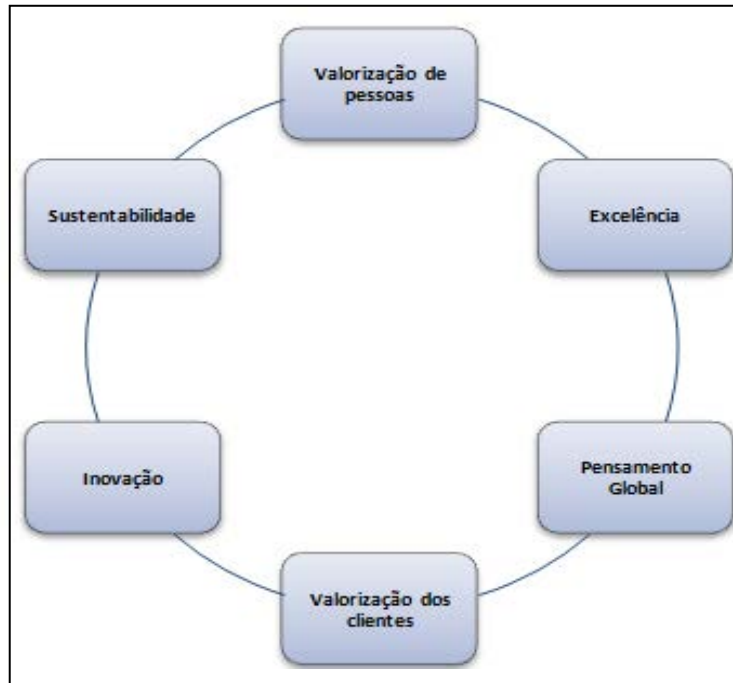 Valorização de
pessoas
Excelência
Pensamento
Global
Valorização dos
clientes
Inovação
Sustentabilidade